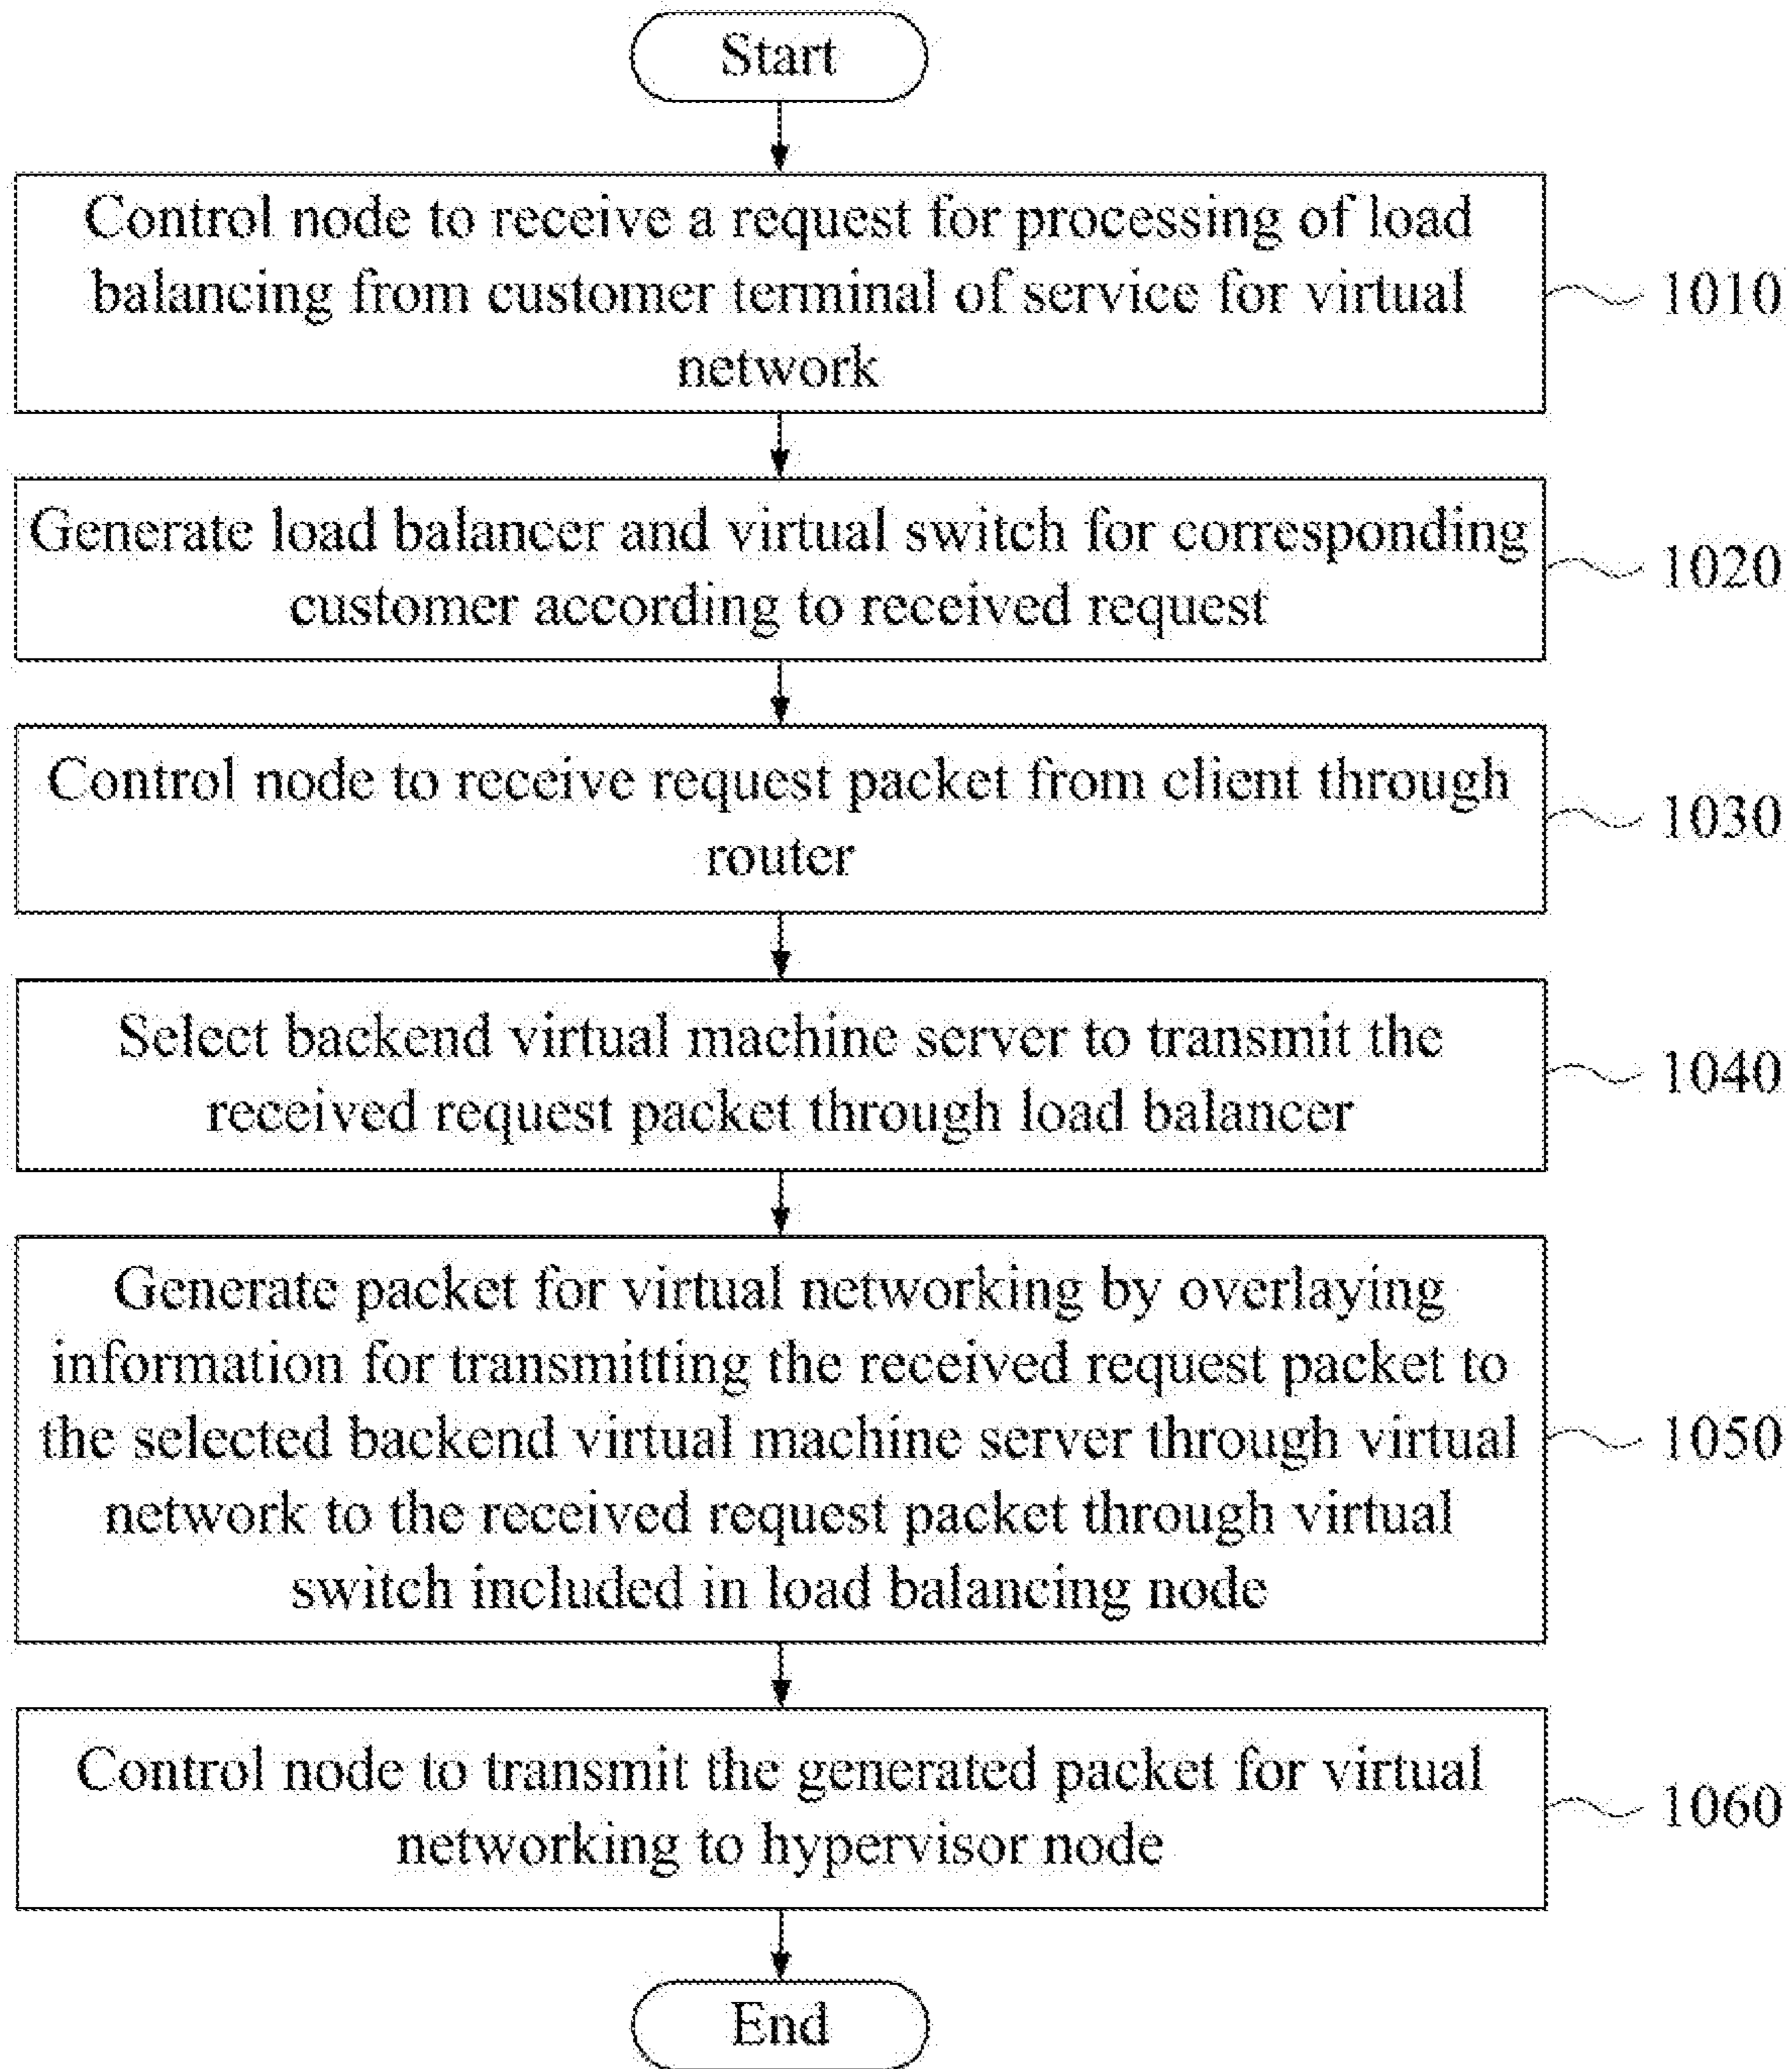 Start
Control node to receive a request for processing of load
balancing from customer terminal of service for virtual
network
1010
Generate load balancer and virtual switch for corresponding
customer according to received request
1020
Control node to receive request packet from client through
router
1030
Select backend virtual machine server to transmit the
received request packet through load balancer
1040
Generate packet for virtual networking by overlaying
information for transmitting the received request packet to
the selected backend virtual machine server through virtual
network to the received request packet through virtual
switch included in load balancing node
1050
Control node to transmit the generated packet for virtual
networking to hypervisor node
1060
End